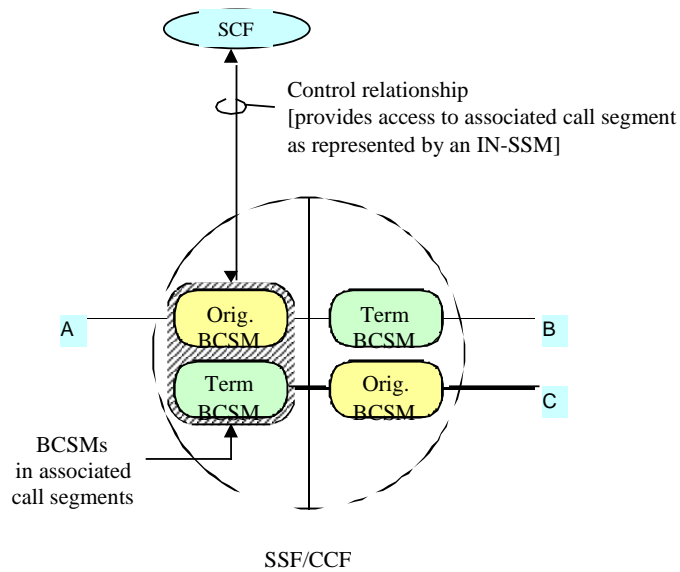 SCF
Control relationship
[provides access to associated call segment
as represented by an IN-SSM]
A
Orig.
BCSM
Term
BCSM
B
Term
BCSM
Orig.
BCSM
C
BCSMs
in associated
call segments
SSF/CCF